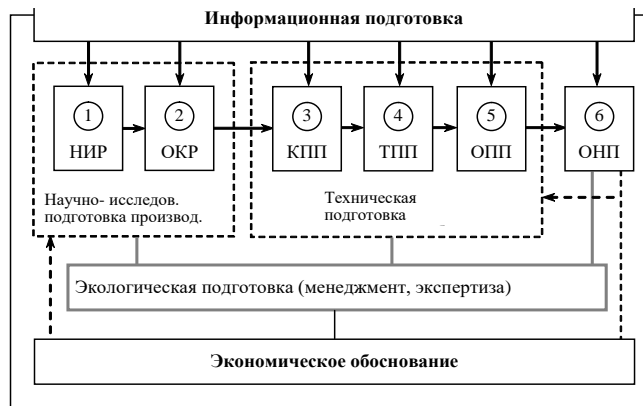 Информационная подготовка
1 2 3 4 5 6
НИР ОКР КПП ТПП ОПП ОНП
Научно- исследов.
подготовка производ.
Техническая
подготовка
Экологическая подготовка (менеджмент, экспертиза)
Экономическое обоснование